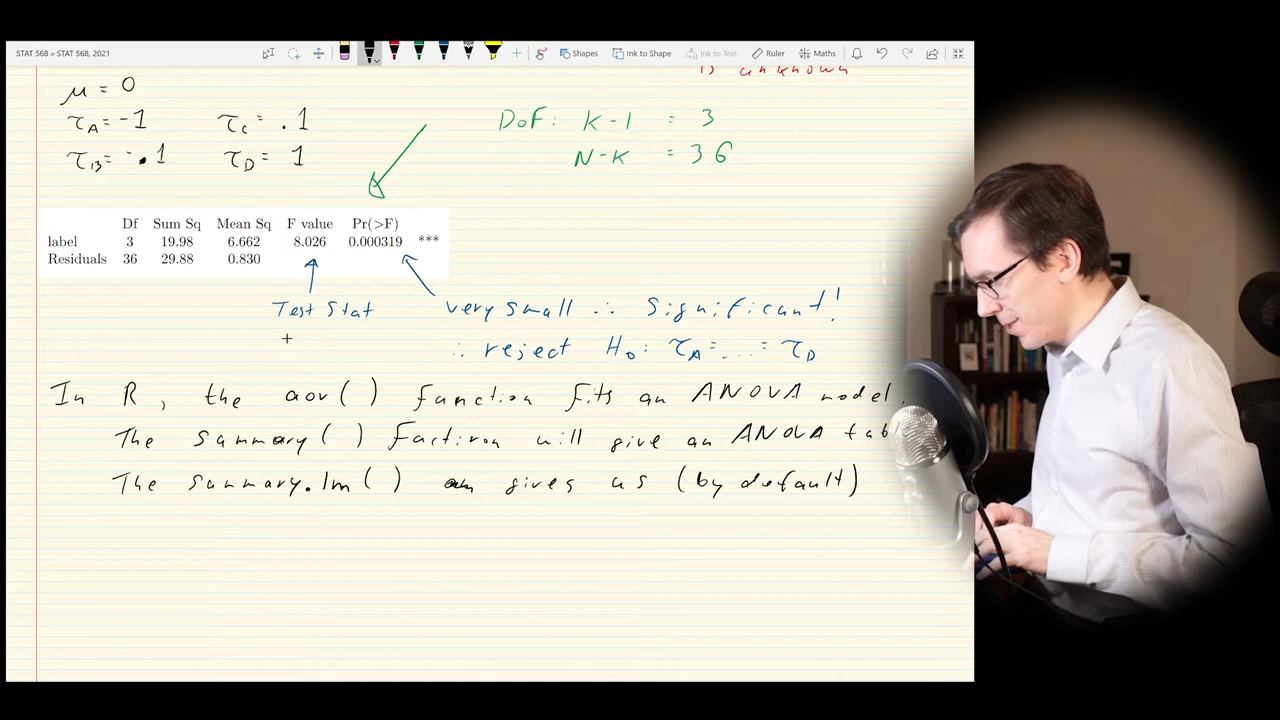 STAT 568 » STAT 568, 2021
Shapes Ink to Shape Ink to Text Ruler Maths
is unknown
μ = 0
τA = -1 τC = .1 DoF: K-1 = 3
τB = -.1 τD = 1 N-K = 36
Df Sum Sq Mean Sq F value Pr(>F)
label 3 19.98 6.662 8.026 0.000319 ***
Residuals 36 29.88 0.830
Test Stat very small ∴ Significant!
∴ reject H0: τA = ... = τD
In R, the aov( ) function fits an ANOVA model.
The summary( ) factiron will give an ANOVA tabl
The summary.lm( ) gives us (by default)